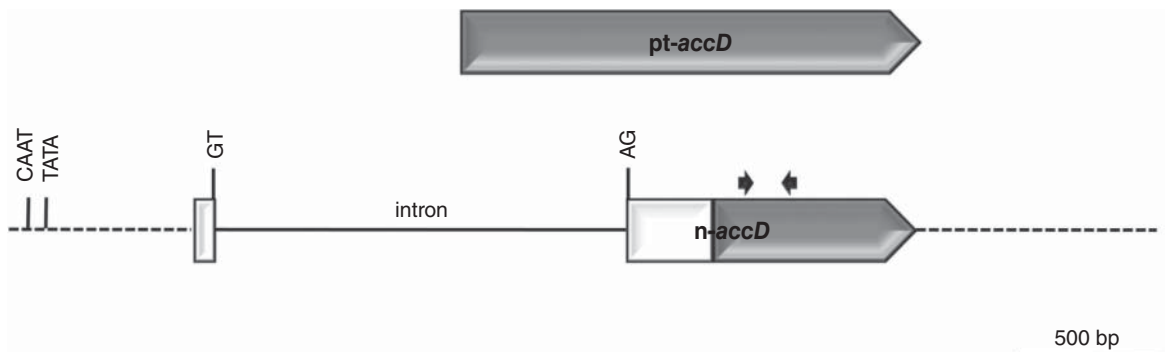 pt-accD
CAAT
TATA
GT
AG
intron
n-accD
500 bp